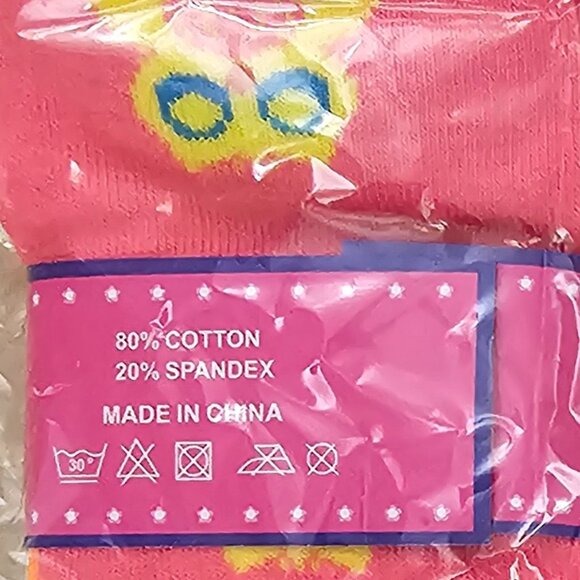 80% COTTON
20% SPANDEX
MADE IN CHINA
30°